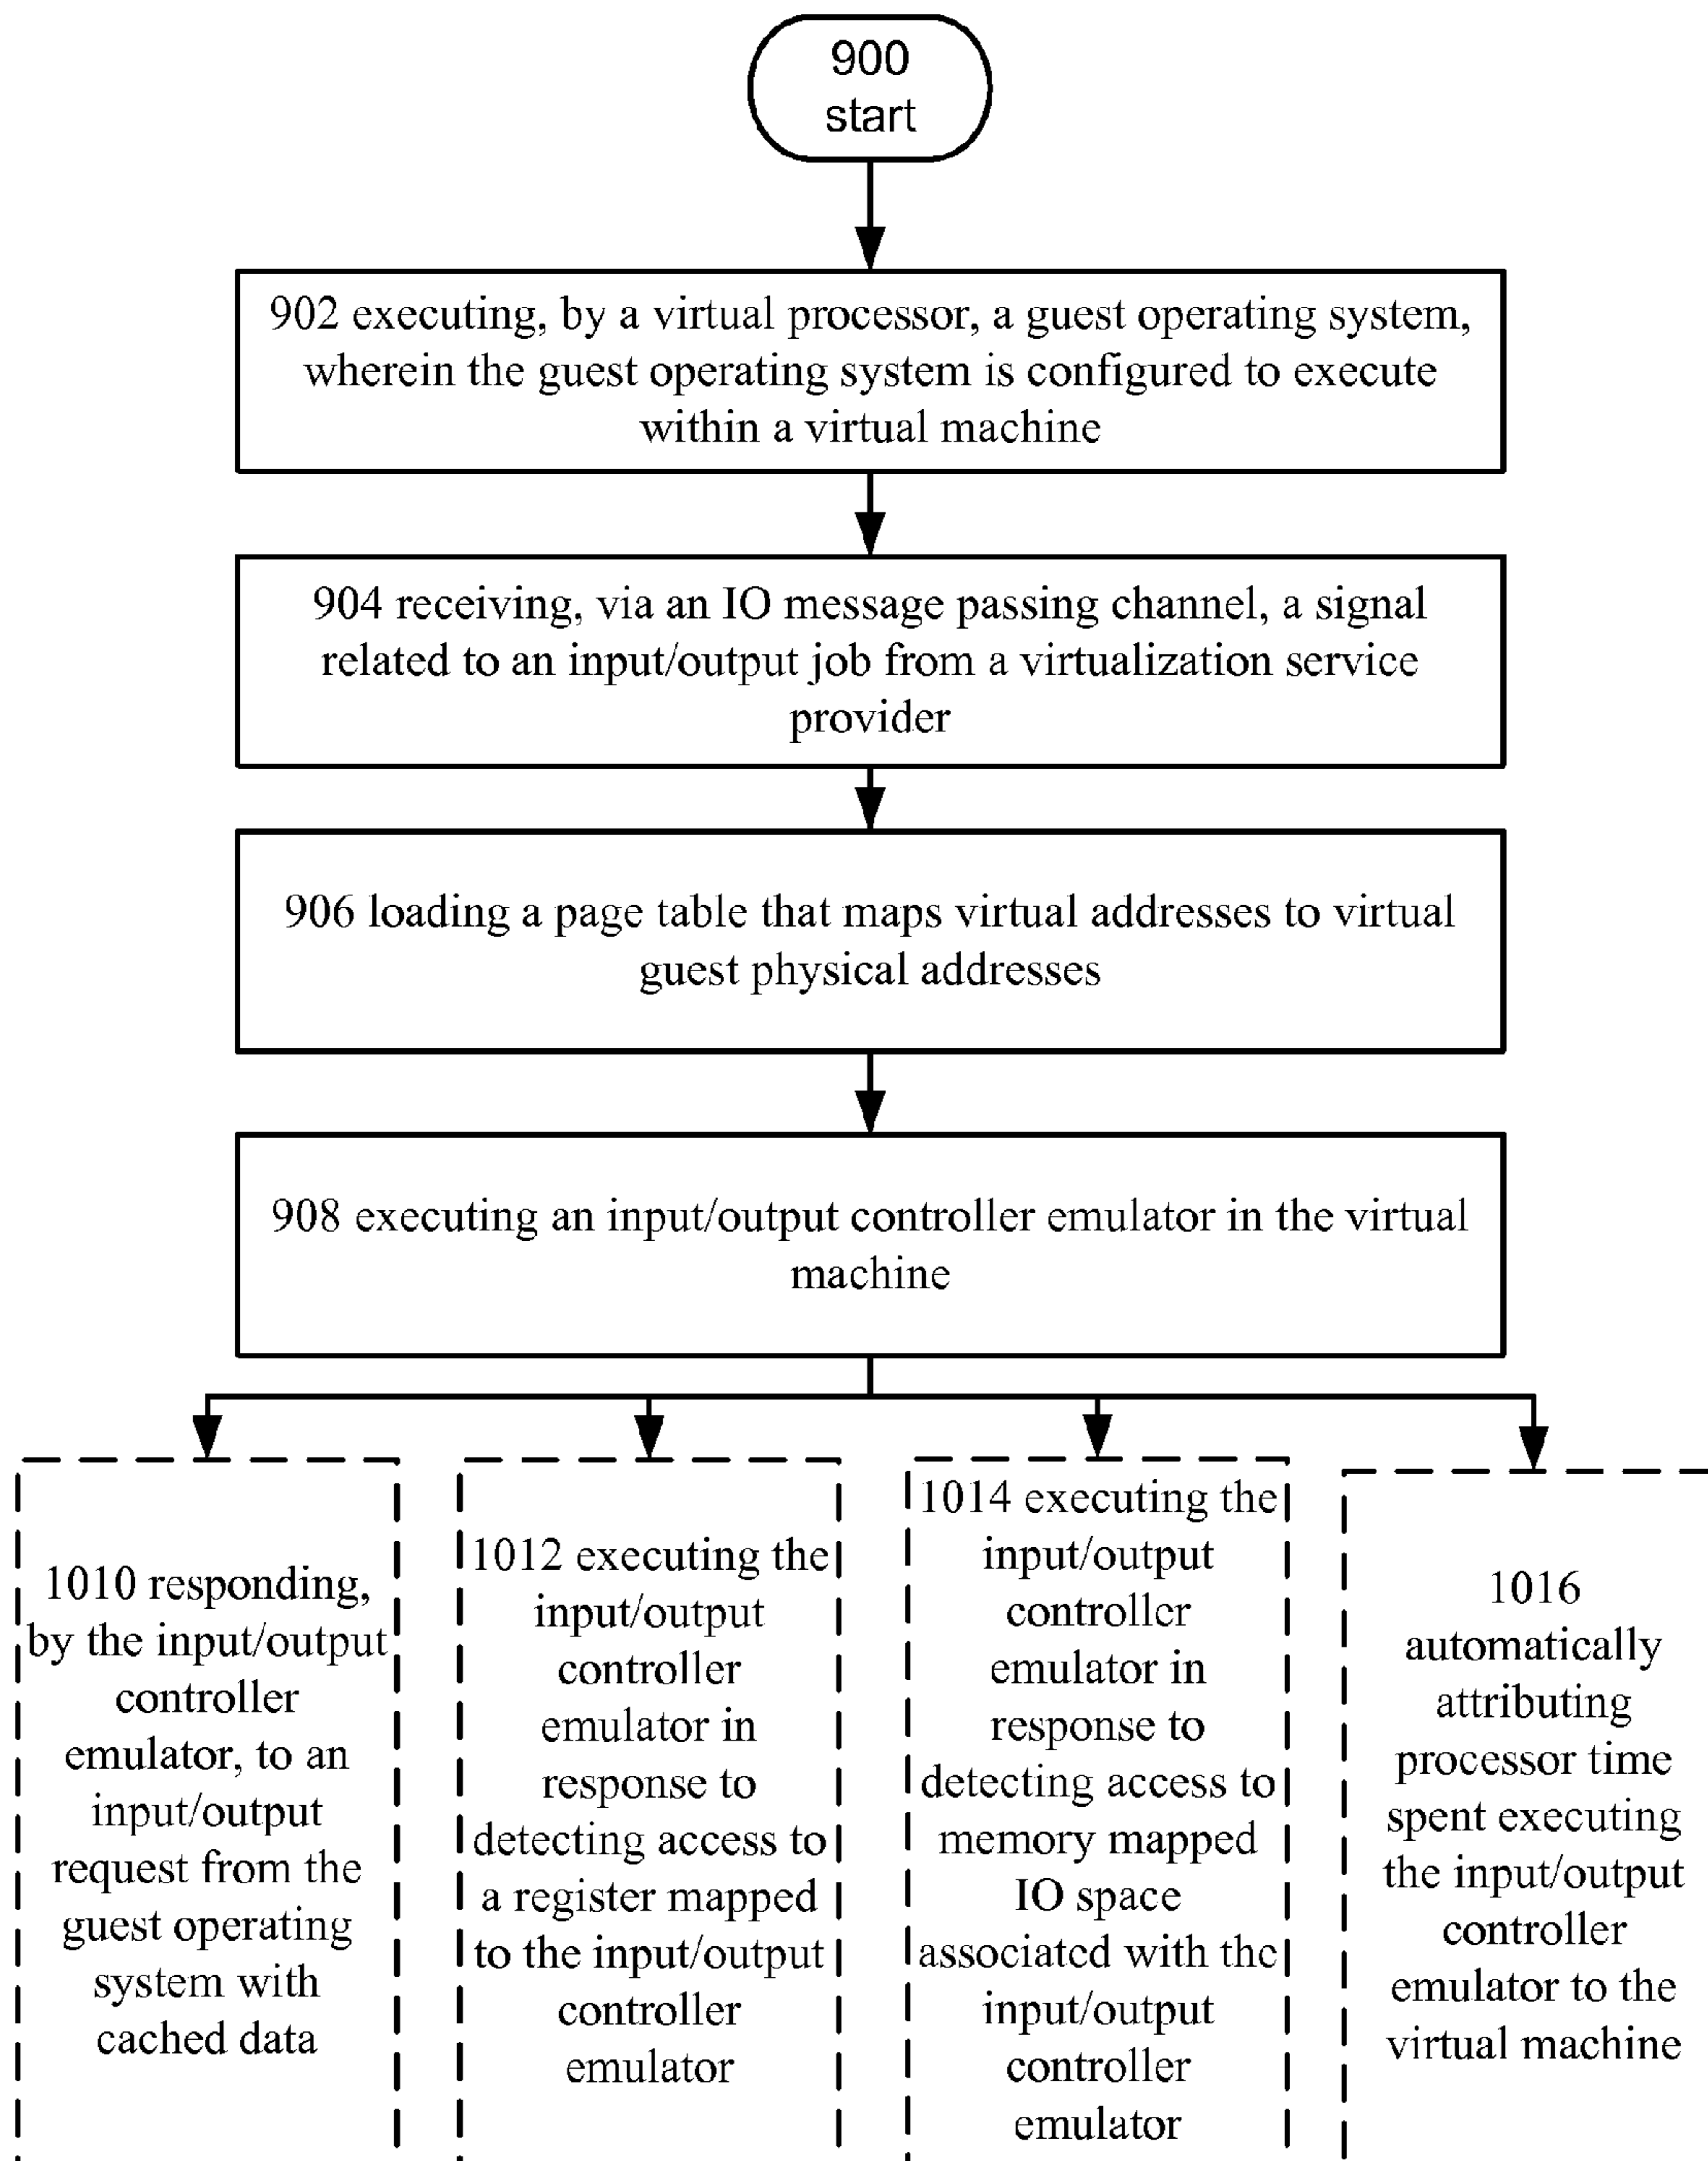 900
start
902 executing, by a virtual processor, a guest operating system,
wherein the guest operating system is configured to execute
within a virtual machine
904 receiving, via an IO message passing channel, a signal
related to an input/output job from a virtualization service
provider
906 loading a page table that maps virtual addresses to virtual
guest physical addresses
908 executing an input/output controller emulator in the virtual
machine
1010 responding,
by the input/output
controller
emulator, to an
input/output
request from the
guest operating
system with
cached data
1012 executing the
input/output
controller
emulator in
response to
detecting access to
a register mapped
to the input/output
controller
emulator
1014 executing the
input/output
controller
emulator in
response to
detecting access to
memory mapped
IO space
associated with the
input/output
controller
emulator
1016
automatically
attributing
processor time
spent executing
the input/output
controller
emulator to the
virtual machine